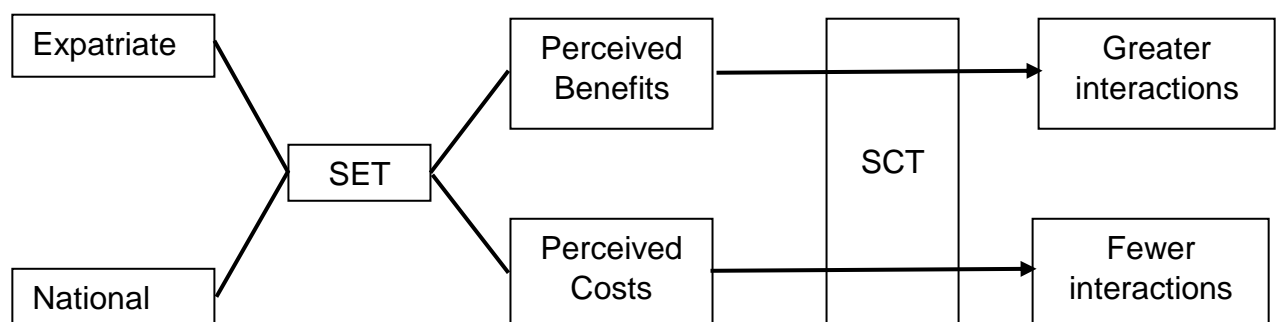 Expatriate
Perceived
Benefits
Greater
interactions
SET
SCT
National
Perceived
Costs
Fewer
interactions